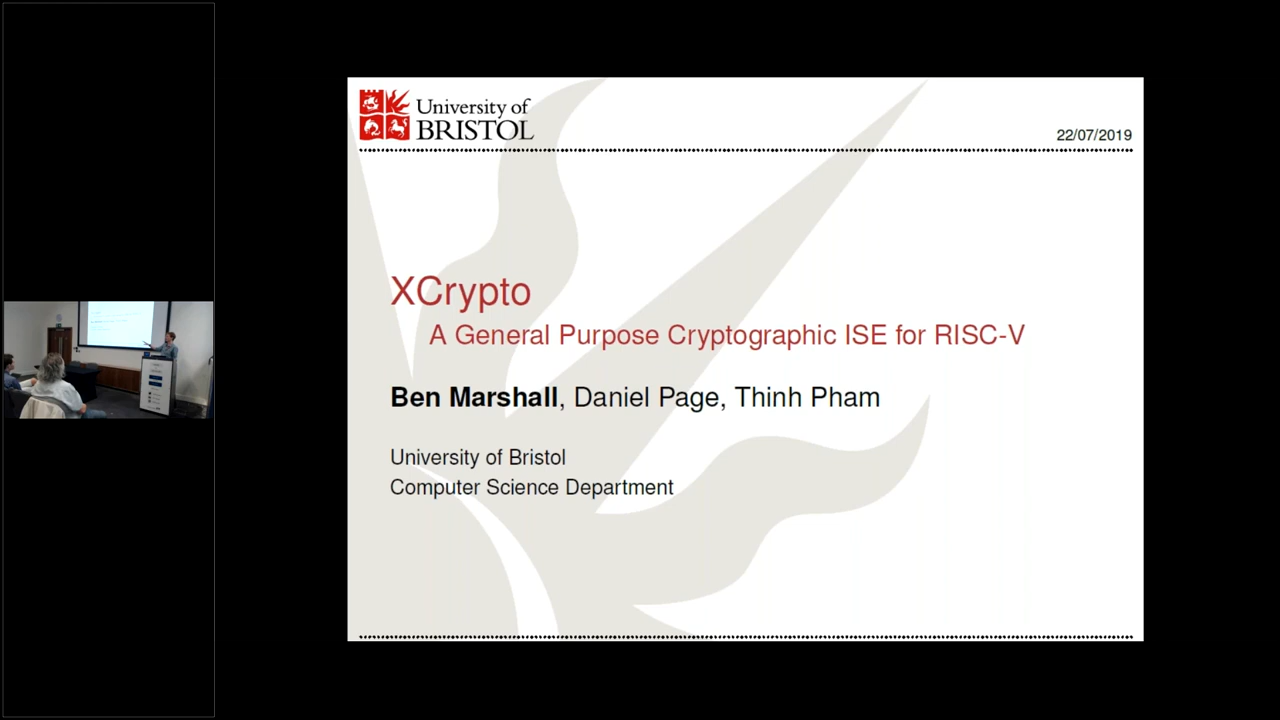 University of
BRISTOL
22/07/2019
XCrypto
A General Purpose Cryptographic ISE for RISC-V
Ben Marshall, Daniel Page, Thinh Pham
University of Bristol
Computer Science Department